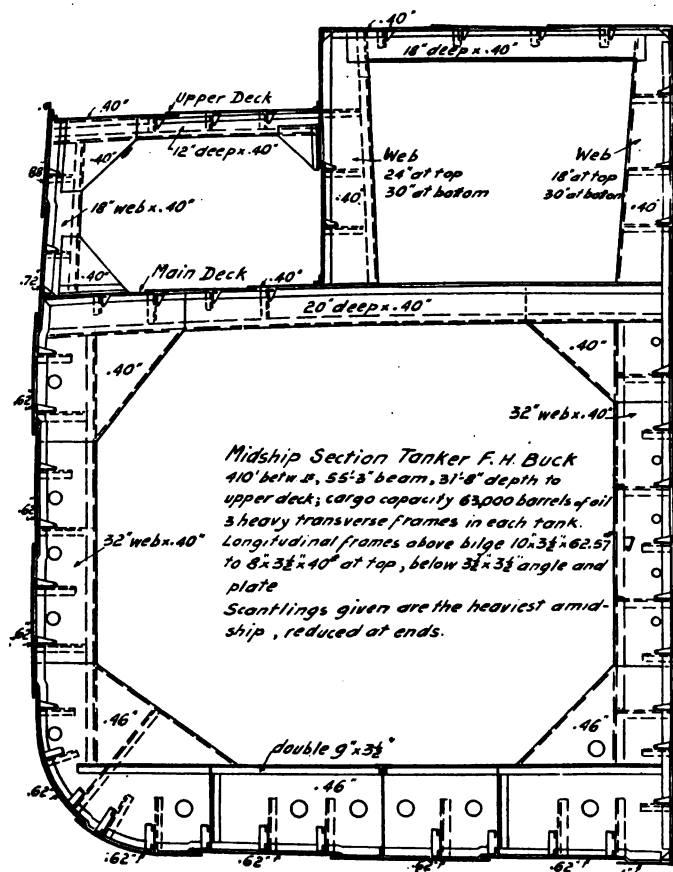 .40"
18" deep x .40"
Upper Deck
.40"
12" deep x .40"
.40"
Web
24" at top
30" at bottom
Web
18" at top
30" at bottom
.40"
.40"
18" web x .40"
.40"
Main Deck
.40"
.72"
20" deep x .40"
.40"
.40"
.62"
32" web x .40"
Midship Section Tanker F. H. Buck
55'-3" beam, 31'-8" depth to
upper deck; cargo capacity 63,000 barrels of oil
3 heavy transverse frames in each tank.
Longitudinal frames above bilge 10" x 3½" x 62.57
to 8" x 3½" x 40# at top, below 3½" x 3½" angle and
plate
Scantlings given are the heaviest amid-
ship, reduced at ends.
.62"
32" web x .40"
.62"
.46"
.46"
double 9" x 3½"
.46"
.62"
.62"
.62"
.62"
.62"